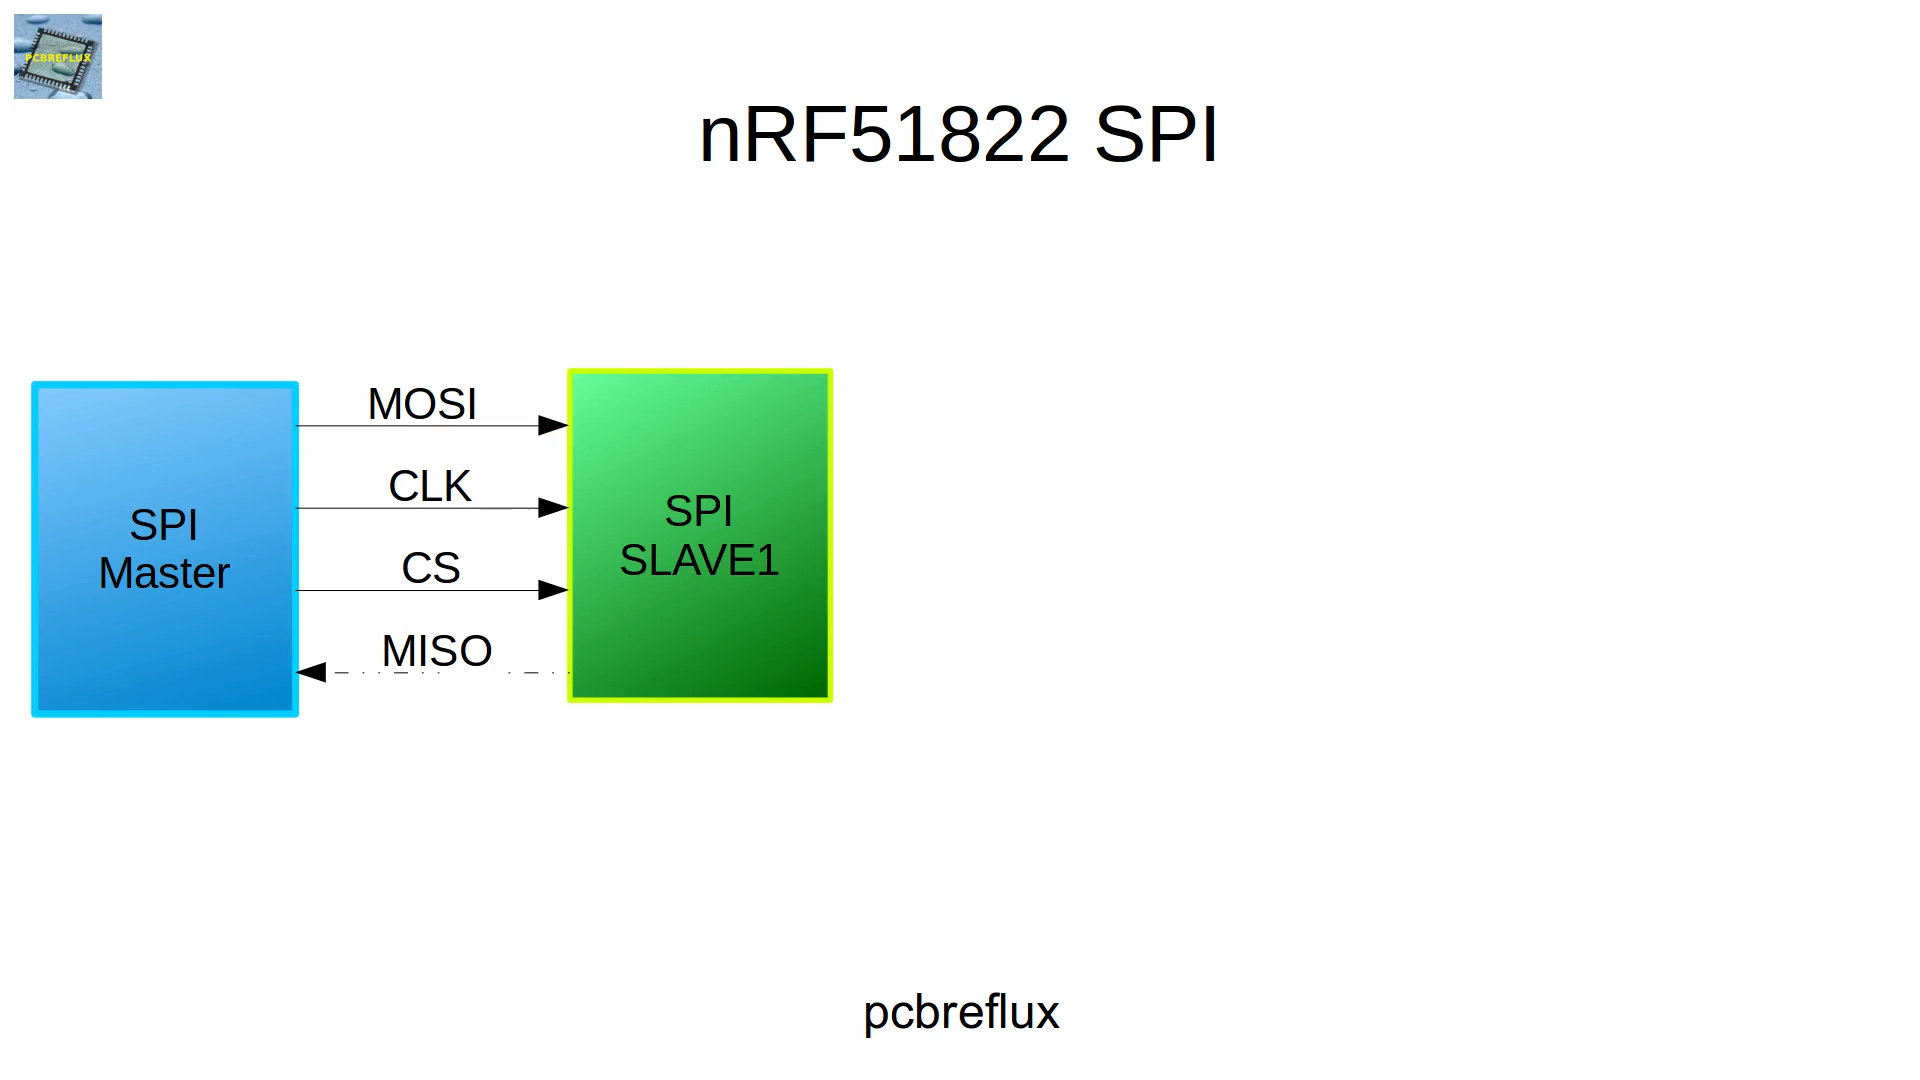 PCBREFLUX
nRF51822 SPI
MOSI
CLK
CS
MISO
SPI
Master
SPI
SLAVE1
pcbreflux